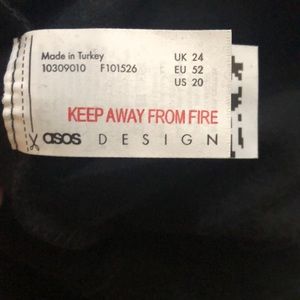 Made in Turkey
10309010 F101526
UK 24
EU 52
US 20
KEEP AWAY FROM FIRE
asos DESIGN